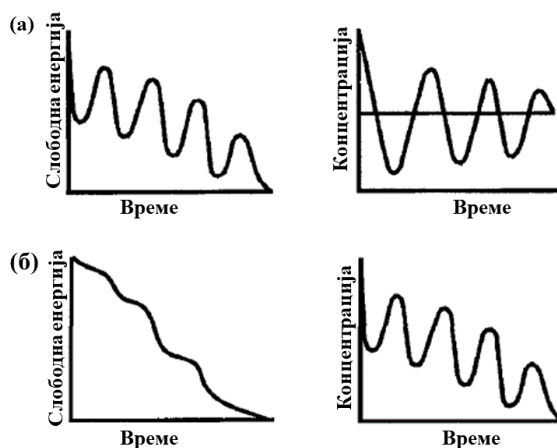 (а)
Слободна енергија
Време
Концентрација
Време
(б)
Слободна енергија
Време
Концентрација
Време